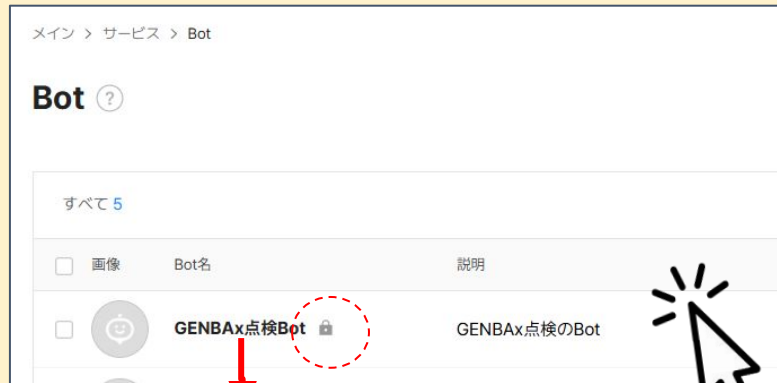 メイン > サービス > Bot
Bot ?
すべて 5
画像 Bot名 説明
GENBAx点検Bot GENBAx点検のBot